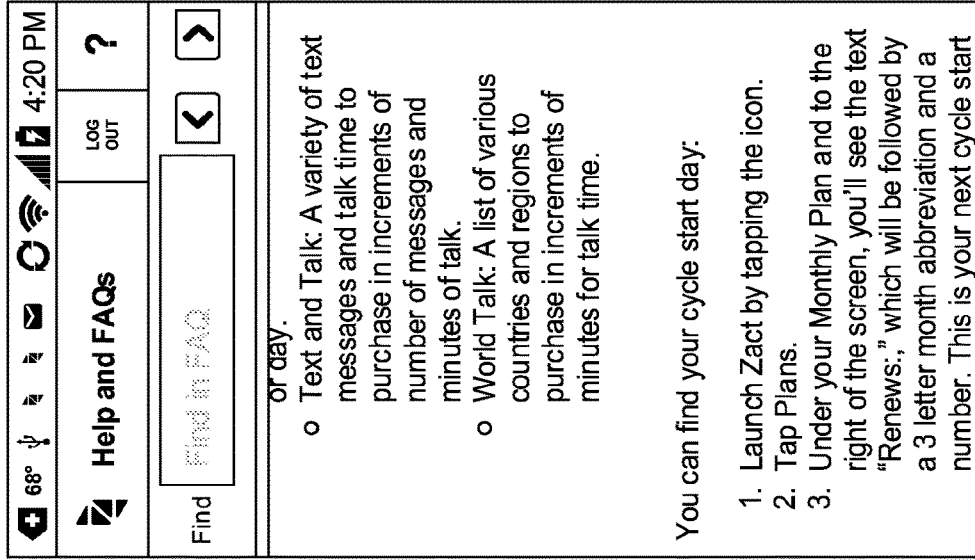 68° 4:20 PM
Help and FAQs LOG OUT ?
Find Find in FAQ < >
or day.
o Text and Talk: A variety of text
messages and talk time to
purchase in increments of
number of messages and
minutes of talk.
o World Talk: A list of various
countries and regions to
purchase in increments of
minutes for talk time.
You can find your cycle start day:
1. Launch Zact by tapping the icon.
2. Tap Plans.
3. Under your Monthly Plan and to the
right of the screen, you'll see the text
“Renews:,” which will be followed by
a 3 letter month abbreviation and a
number. This is your next cycle start